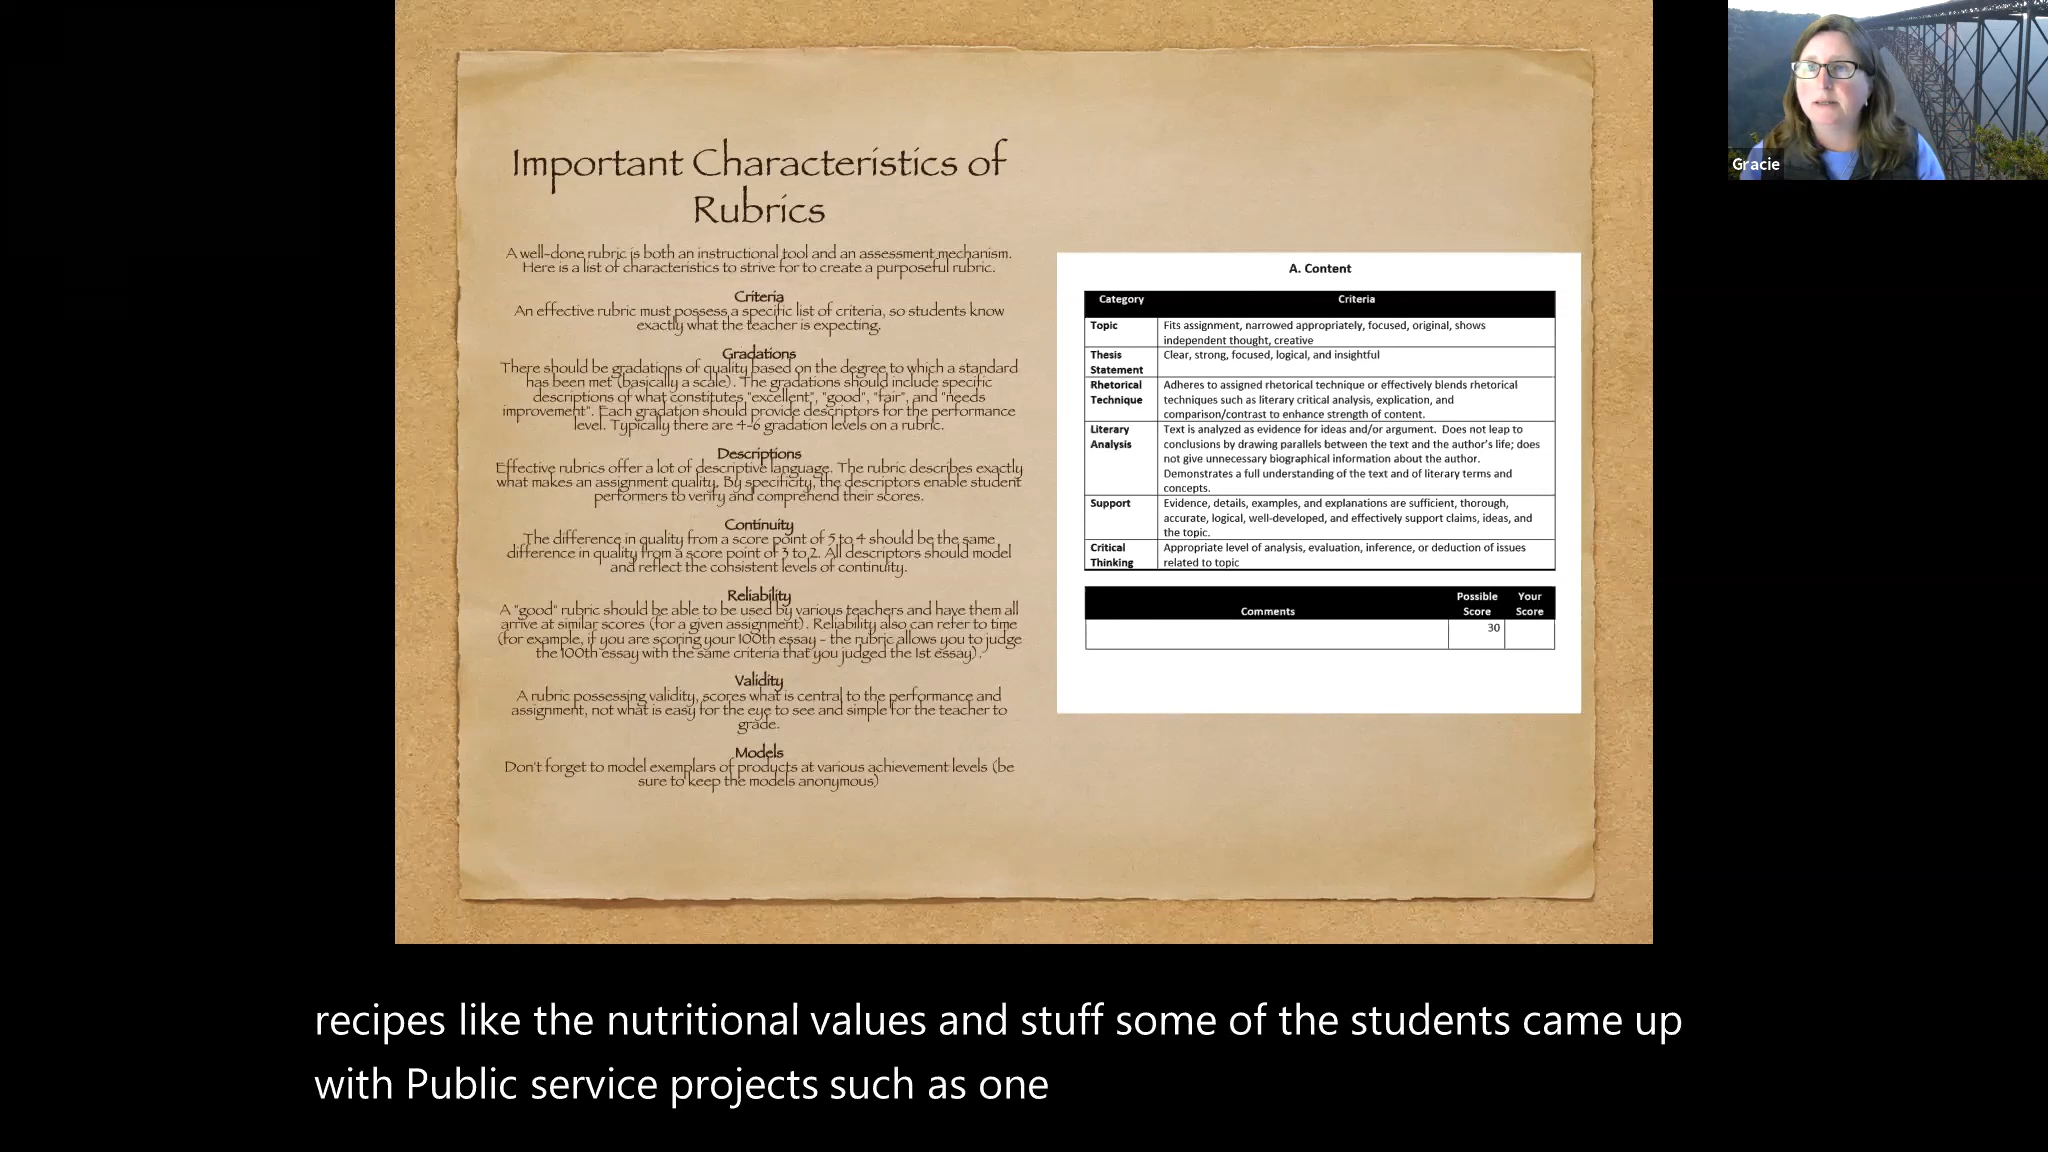 Important Characteristics of
Rubrics
A well-done rubric is both an instructional tool and an assessment mechanism.
Here is a list of characteristics to strive for to create a purposeful rubric.
Criteria
An effective rubric must possess a specific list of criteria, so students know
exactly what the teacher is expecting.
Gradations
There should be gradations of quality based on the degree to which a standard
has been met (basically a scale). The gradations should include specific
descriptions of what constitutes "excellent", "good", "fair", and "needs
improvement". Each gradation should provide descriptors for the performance
level. Typically there are 4-6 gradation levels on a rubric.
Descriptions
Effective rubrics offer a lot of descriptive language. The rubric describes exactly
what makes an assignment quality. By specificity, the descriptors enable student
performers to verify and comprehend their scores.
Continuity
The difference in quality from a score point of 5 to 4 should be the same
difference in quality from a score point of 3 to 2. All descriptors should model
and reflect the consistent levels of continuity.
Reliability
A "good" rubric should be able to be used by various teachers and have them all
arrive at similar scores (for a given assignment). Reliability also can refer to time
(for example, if you are scoring your 100th essay - the rubric allows you to judge
the 100th essay with the same criteria that you judged the 1st essay).
Validity
A rubric possessing validity, scores what is central to the performance and
assignment, not what is easy for the eye to see and simple for the teacher to
grade.
Models
Don't forget to model exemplars of products at various achievement levels (be
sure to keep the models anonymous)
A. Content
Category Criteria
Topic Fits assignment, narrowed appropriately, focused, original, shows
independent thought, creative
Thesis Clear, strong, focused, logical, and insightful
Statement
Rhetorical Adheres to assigned rhetorical technique or effectively blends rhetorical
Technique techniques such as literary critical analysis, explication, and
comparison/contrast to enhance strength of content.
Literary Text is analyzed as evidence for ideas and/or argument. Does not leap to
Analysis conclusions by drawing parallels between the text and the author's life; does
not give unnecessary biographical information about the author.
Demonstrates a full understanding of the text and of literary terms and
concepts.
Support Evidence, details, examples, and explanations are sufficient, thorough,
accurate, logical, well-developed, and effectively support claims, ideas, and
the topic.
Critical Appropriate level of analysis, evaluation, inference, or deduction of issues
Thinking related to topic
Possible Your
Comments Score Score
30
Gracie
recipes like the nutritional values and stuff some of the students came up
with Public service projects such as one